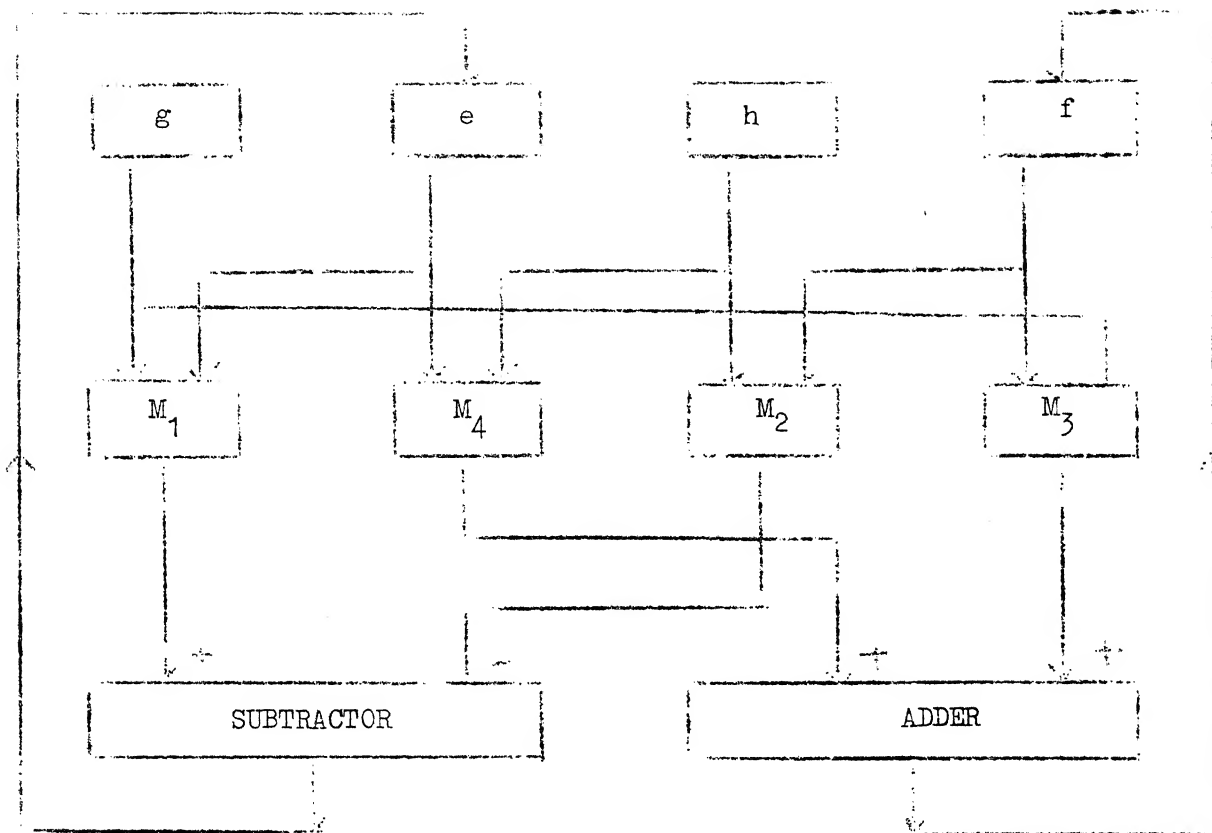 g e h f
M₁ M₄ M₂ M₃
+ - + +
SUBTRACTOR ADDER